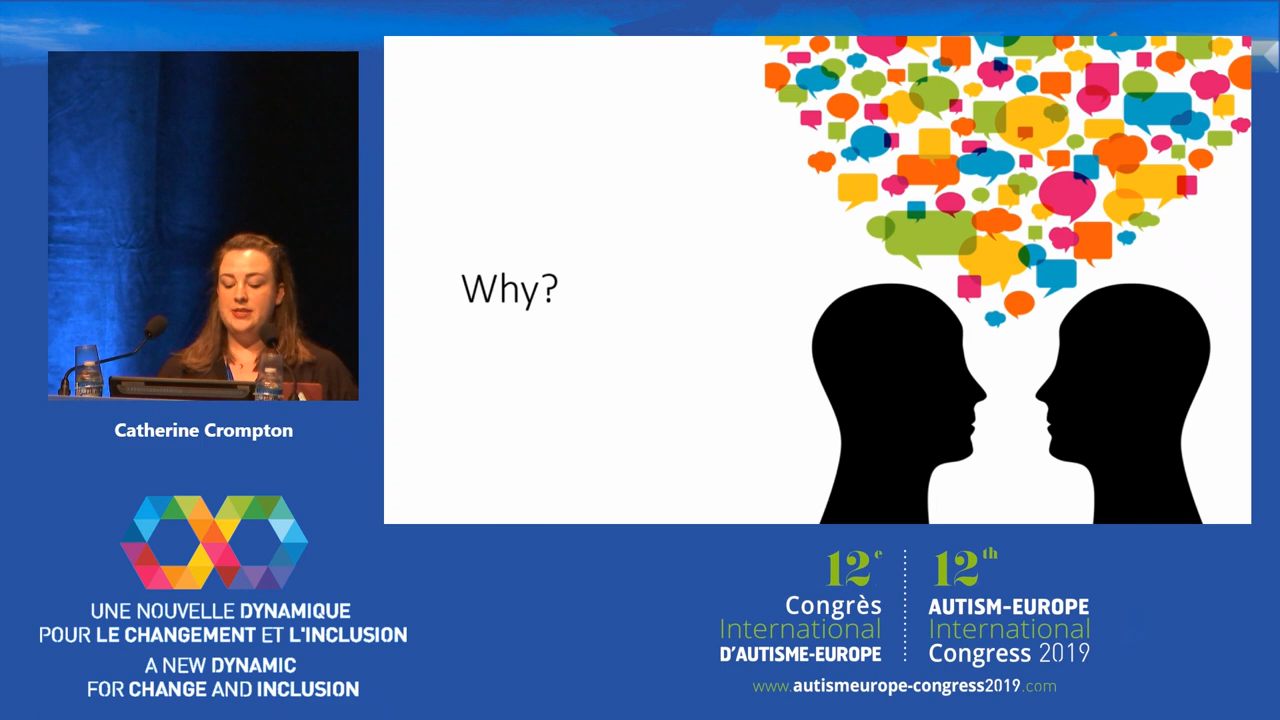 Why?
Catherine Crompton
UNE NOUVELLE DYNAMIQUE
POUR LE CHANGEMENT ET L'INCLUSION
A NEW DYNAMIC
FOR CHANGE AND INCLUSION
12e
Congrès
International
D'AUTISME-EUROPE
12th
AUTISM-EUROPE
International
Congress 2019
www.autismeurope-congress2019.com